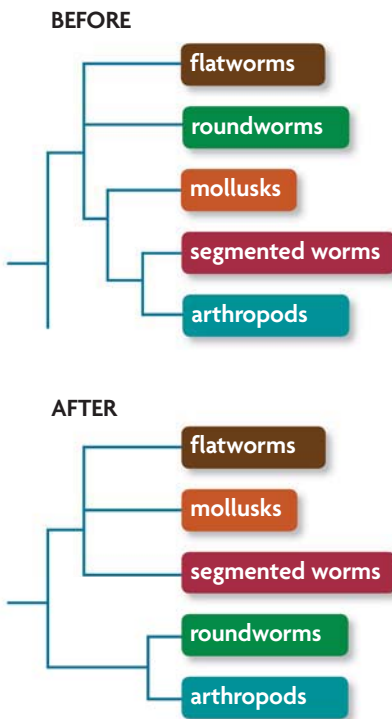 BEFORE
flatworms
roundworms
mollusks
segmented worms
arthropods
AFTER
flatworms
mollusks
segmented worms
roundworms
arthropods